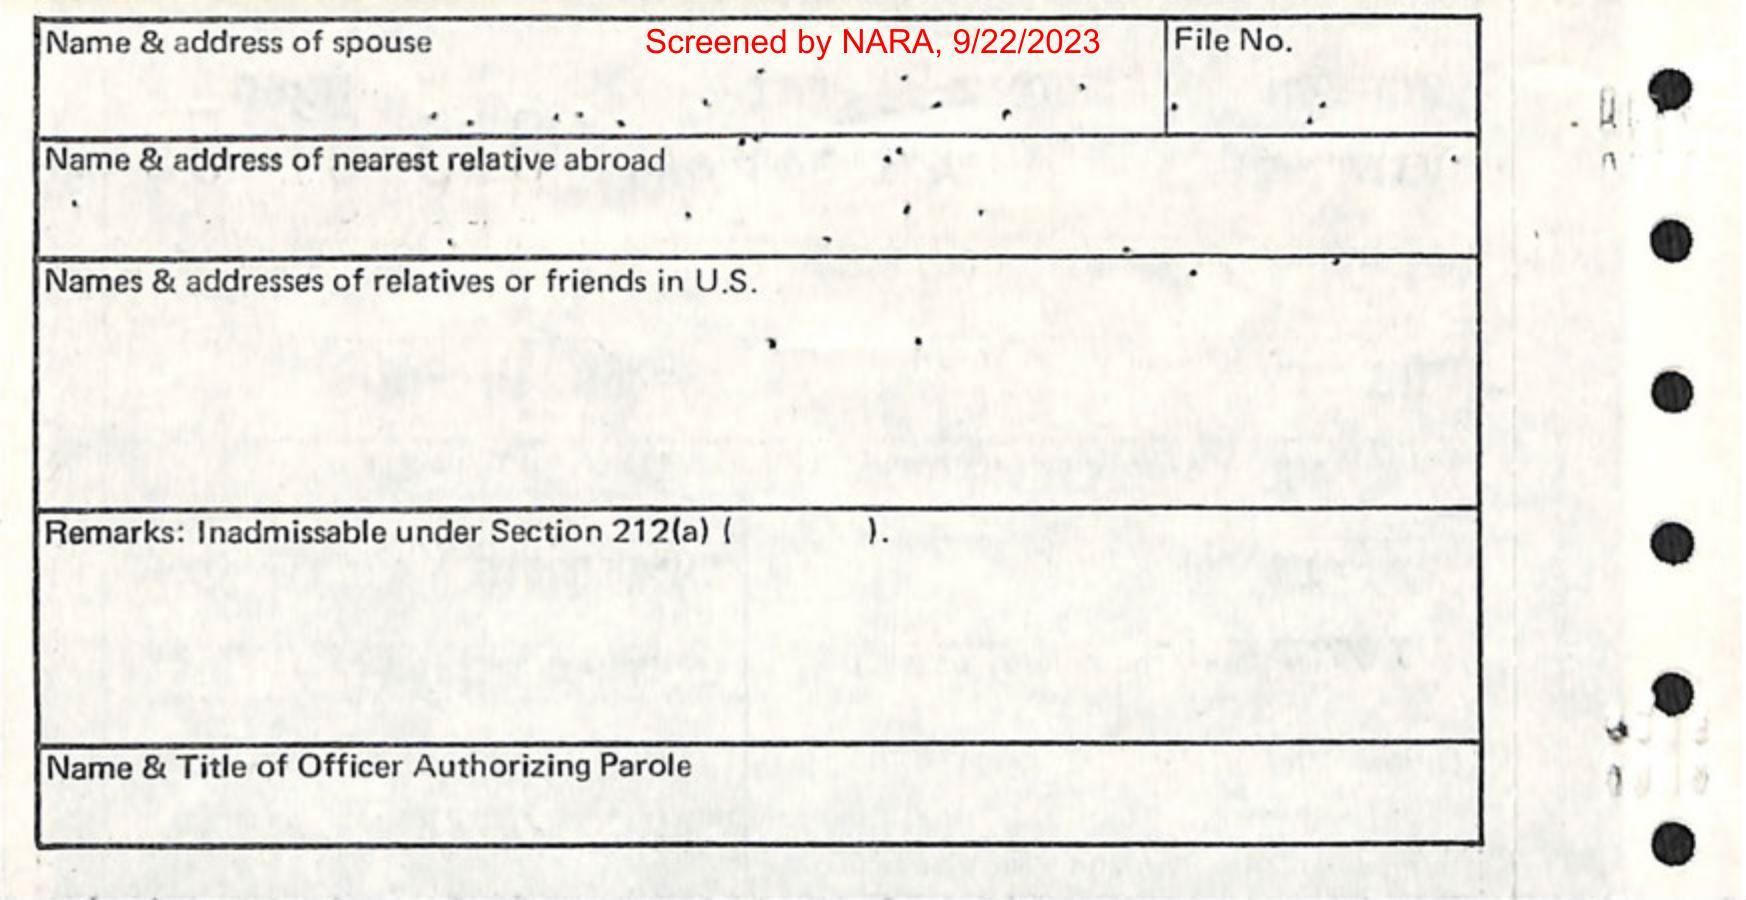 Name & address of spouse
Screened by NARA, 9/22/2023
File No.
Name & address of nearest relative abroad
Names & addresses of relatives or friends in U.S.
Remarks: Inadmissable under Section 212(a) ( ).
Name & Title of Officer Authorizing Parole